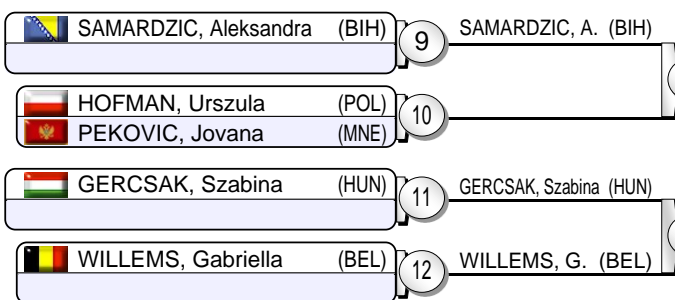 SAMARDZIC, Aleksandra (BIH)
9
SAMARDZIC, A. (BIH)
HOFMAN, Urszula (POL)
PEKOVIC, Jovana (MNE)
10
GERCSAK, Szabina (HUN)
11
GERCSAK, Szabina (HUN)
WILLEMS, Gabriella (BEL)
12
WILLEMS, G. (BEL)